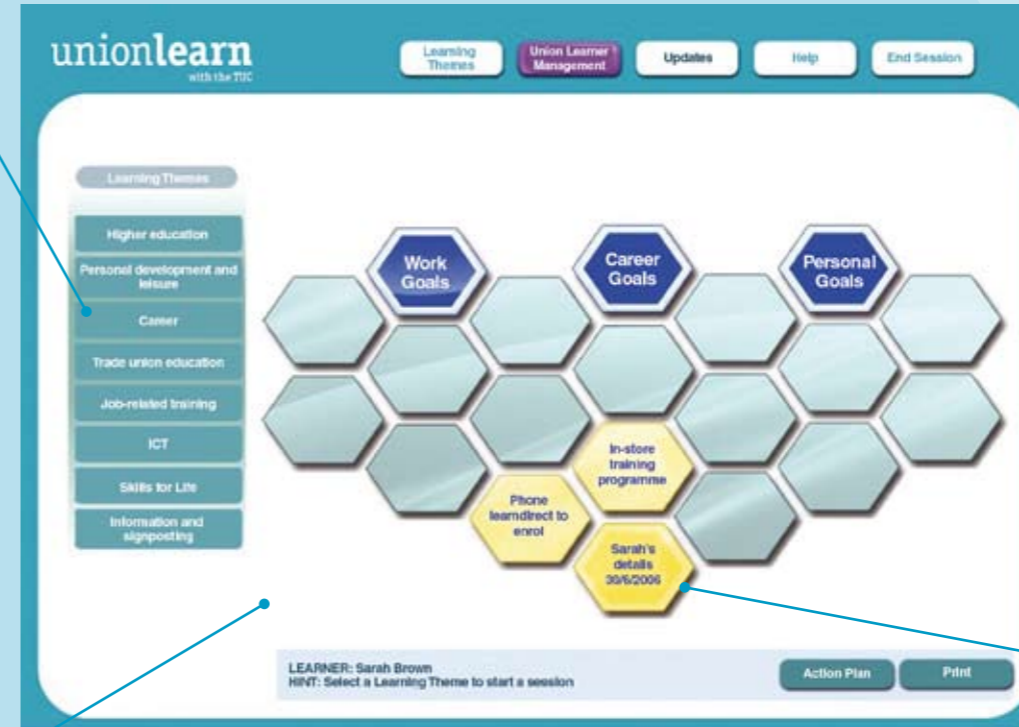 unionlearn
with the TUC
Learning
Themes
Union Learner
Management
Updates
Help
End Session
Learning Themes
Higher education
Personal development and
leisure
Career
Trade union education
Job-related training
ICT
Skills for Life
Information and
signposting
Work
Goals
Career
Goals
Personal
Goals
In-store
training
programme
Phone
learndirect to
enrol
Sarah's
details
30/6/2006
LEARNER: Sarah Brown
HINT: Select a Learning Theme to start a session
Action Plan
Print